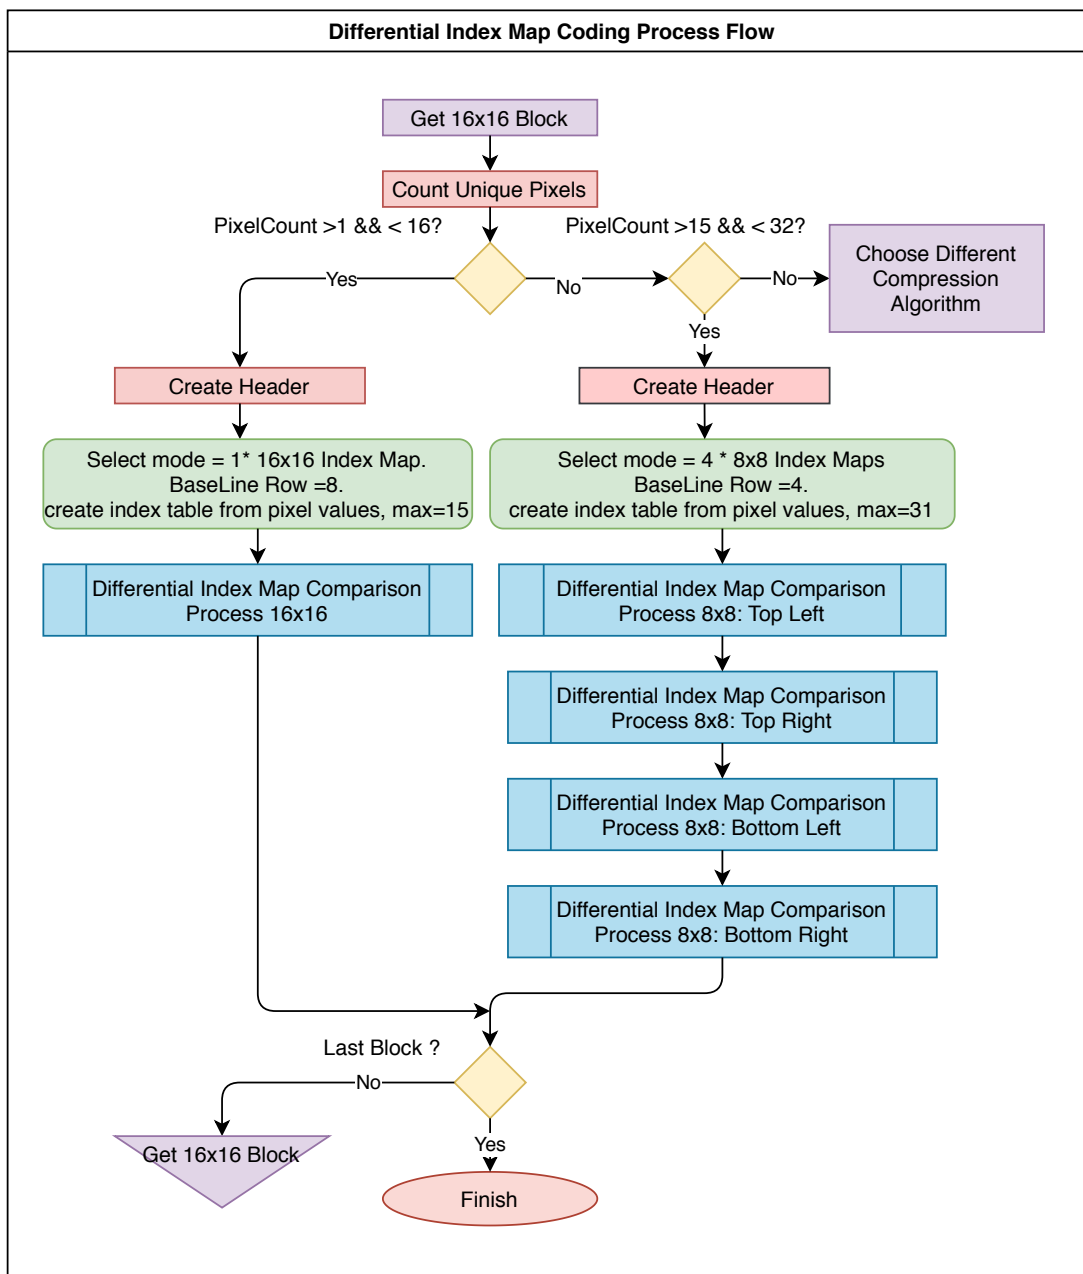 Differential Index Map Coding Process Flow
Get 16x16 Block
Count Unique Pixels
PixelCount >1 && < 16?
PixelCount >15 && < 32?
Yes
No
No
Choose Different
Compression
Algorithm
Yes
Create Header
Create Header
Select mode = 1* 16x16 Index Map.
BaseLine Row =8.
create index table from pixel values, max=15
Select mode = 4 * 8x8 Index Maps
BaseLine Row =4.
create index table from pixel values, max=31
Differential Index Map Comparison
Process 16x16
Differential Index Map Comparison
Process 8x8: Top Left
Differential Index Map Comparison
Process 8x8: Top Right
Differential Index Map Comparison
Process 8x8: Bottom Left
Differential Index Map Comparison
Process 8x8: Bottom Right
Last Block ?
No
Get 16x16 Block
Yes
Finish